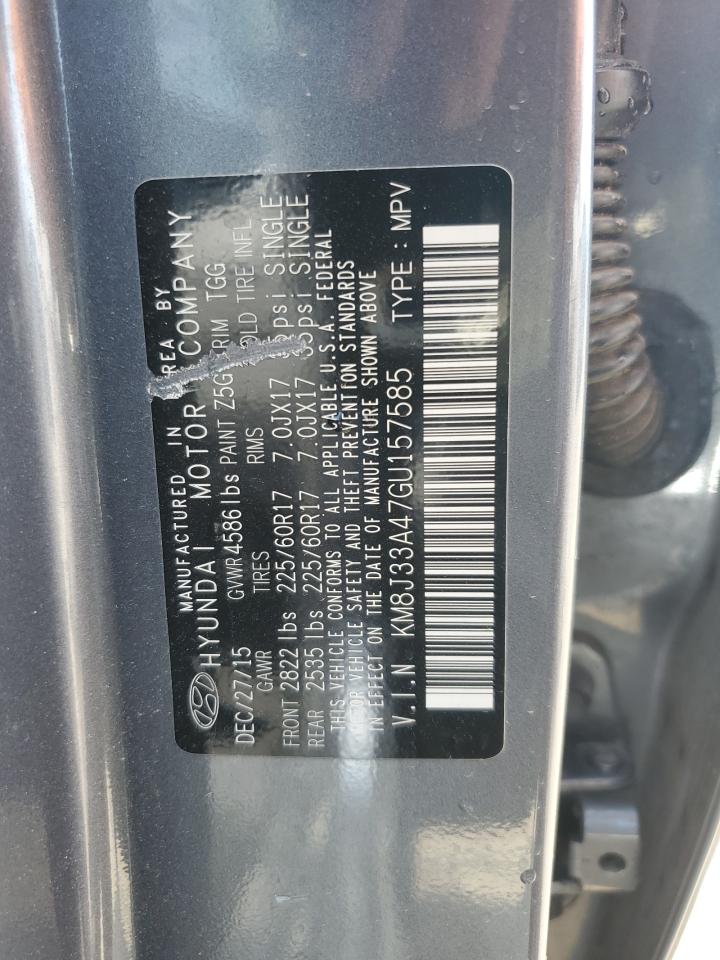 MANUFACTURED IN REA BY
HYUNDAI MOTOR COMPANY
DEC/27/15 GVWR 4586 lbs PAINT Z5G TRIM TGG
GAWR TIRES RIMS OLD TIRE INFL
FRONT 2822 lbs 225/60R17 7.0JX17 psi SINGLE
REAR 2535 lbs 225/60R17 7.0JX17 psi SINGLE
THIS VEHICLE CONFORMS TO ALL APPLICABLE U.S.A. FEDERAL
MOTOR VEHICLE SAFETY AND THEFT PREVENTION STANDARDS
IN EFFECT ON THE DATE OF MANUFACTURE SHOWN ABOVE
V.I.N KM8J33A47GU157585 TYPE : MPV